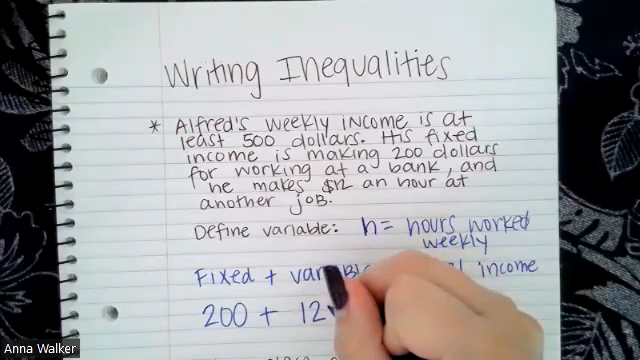 Writing Inequalities
* Alfred's weekly income is at
least 500 dollars. His fixed
income is making 200 dollars
for working at a bank, and
he makes $12 an hour at
another job.
Define variable: h = hours worked
weekly
Fixed + income
200 + 12
Anna Walker